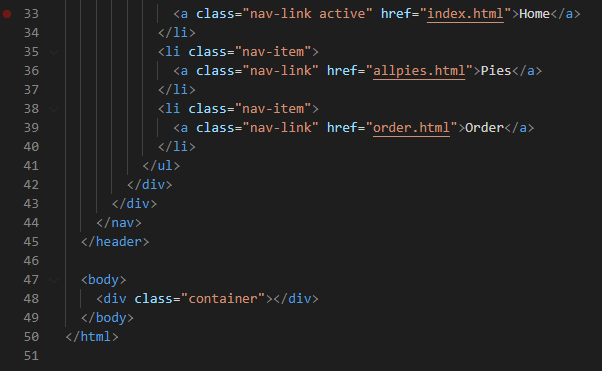 33 <a class="nav-link active" href="index.html">Home</a>
34 </li>
35 <li class="nav-item">
36 <a class="nav-link" href="allpies.html">Pies</a>
37 </li>
38 <li class="nav-item">
39 <a class="nav-link" href="order.html">Order</a>
40 </li>
41 </ul>
42 </div>
43 </div>
44 </nav>
45 </header>
46
47 <body>
48 <div class="container"></div>
49 </body>
50 </html>
51